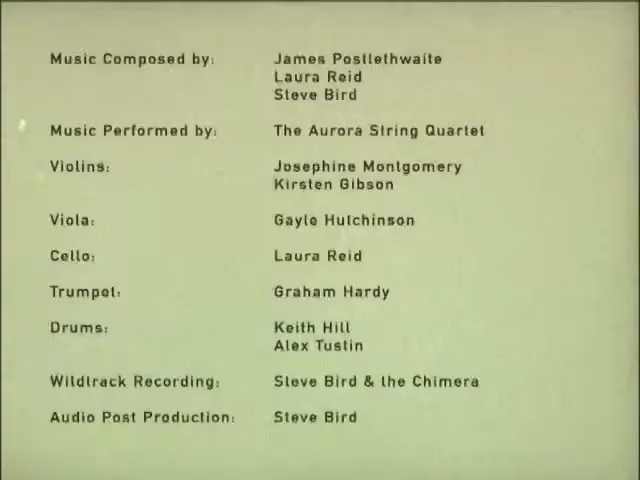 Music Composed by: James Postlethwaite
Laura Reid
Steve Bird
Music Performed by: The Aurora String Quartet
Violins: Josephine Montgomery
Kirsten Gibson
Viola: Gayle Hutchinson
Cello: Laura Reid
Trumpet: Graham Hardy
Drums: Keith Hill
Alex Tustin
Wildtrack Recording: Steve Bird & the Chimera
Audio Post Production: Steve Bird